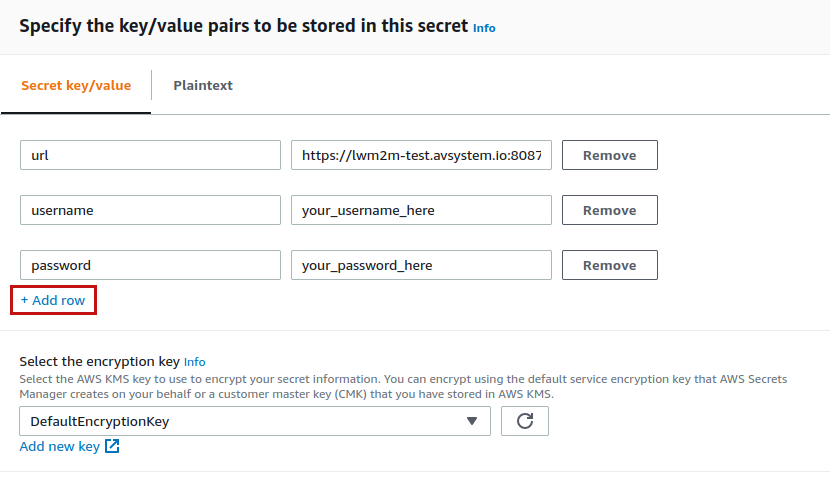 Specify the key/value pairs to be stored in this secret Info
Secret key/value Plaintext
url https://lwm2m-test.avsystem.io:8087 Remove
username your_username_here Remove
password your_password_here Remove
+ Add row
Select the encryption key Info
Select the AWS KMS key to use to encrypt your secret information. You can encrypt using the default service encryption key that AWS Secrets
Manager creates on your behalf or a customer master key (CMK) that you have stored in AWS KMS.
DefaultEncryptionKey
Add new key